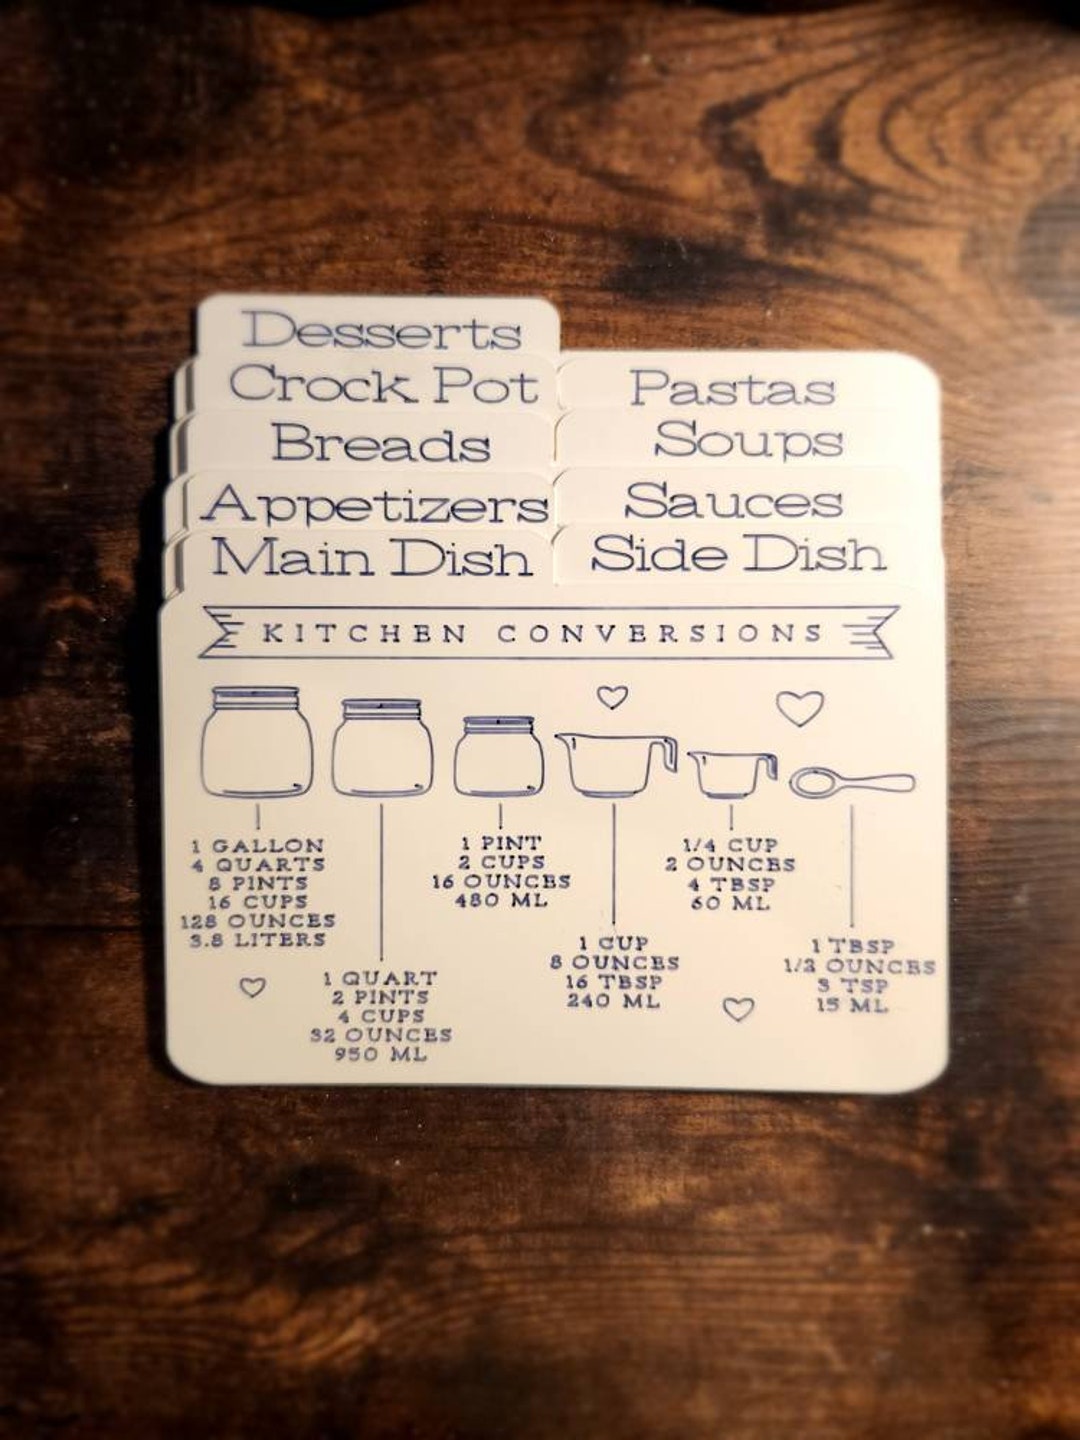 Desserts
Crock Pot
Pastas
Breads
Soups
Appetizers
Sauces
Main Dish
Side Dish
KITCHEN CONVERSIONS
1 GALLON
4 QUARTS
8 PINTS
16 CUPS
128 OUNCES
3.8 LITERS
1 QUART
2 PINTS
4 CUPS
32 OUNCES
950 ML
1 PINT
2 CUPS
16 OUNCES
480 ML
1 CUP
8 OUNCES
16 TBSP
240 ML
1/4 CUP
2 OUNCES
4 TBSP
60 ML
1 TBSP
1/2 OUNCES
3 TSP
15 ML